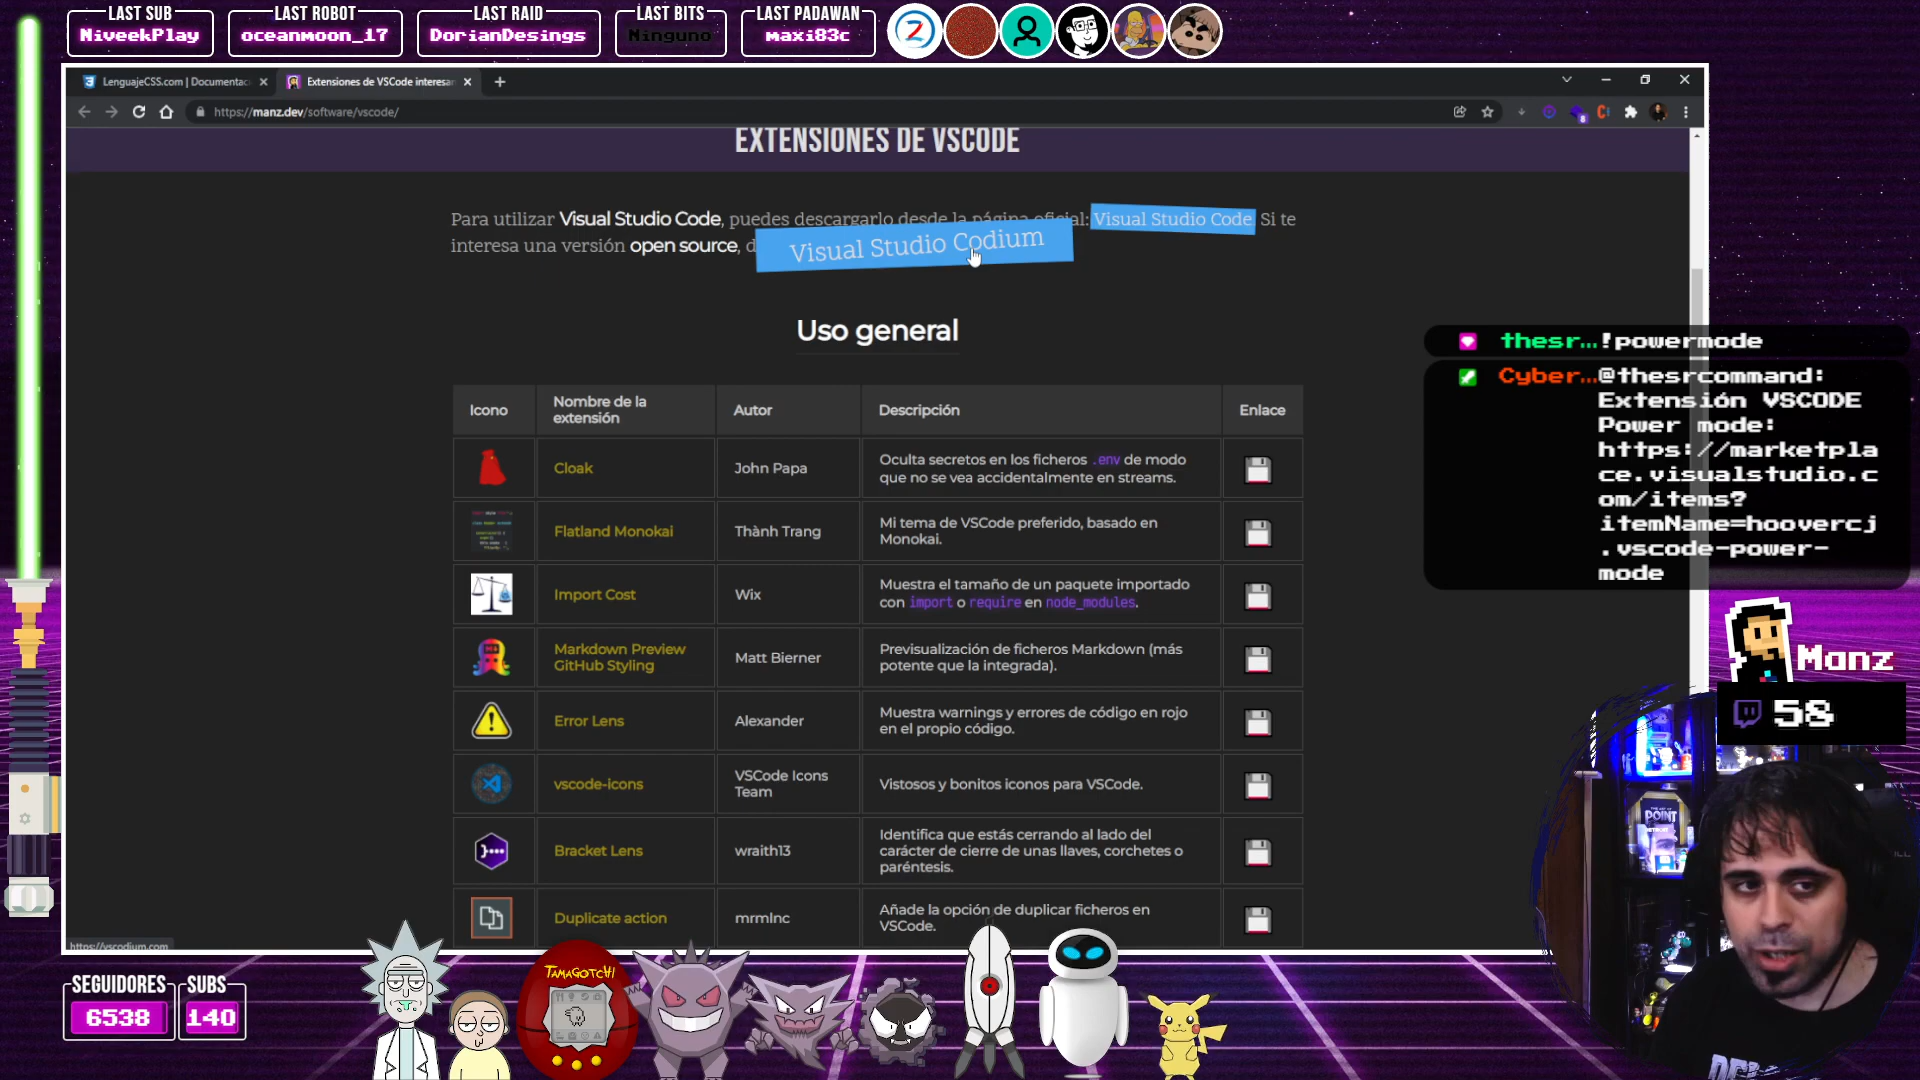 LAST SUB
NiveekPlay
LAST ROBOT
oceanmoon_17
LAST RAID
DorianDesings
LAST BITS
Ninguno
LAST PADAWAN
maxi83c
LenguajeCSS.com | Documentac
Extensiones de VSCode interesan
https://manz.dev/software/vscode/
EXTENSIONES DE VSCODE
Para utilizar Visual Studio Code, puedes descargarlo desde la página oficial: Visual Studio Code. Si te
interesa una versión open source, d
Visual Studio Codium
Uso general
Icono
Nombre de la
extensión
Autor
Descripción
Enlace
Cloak
John Papa
Oculta secretos en los ficheros .env de modo
que no se vea accidentalmente en streams.
Flatland Monokai
Thành Trang
Mi tema de VSCode preferido, basado en
Monokai.
Import Cost
Wix
Muestra el tamaño de un paquete importado
con import o require en node_modules.
Markdown Preview
GitHub Styling
Matt Bierner
Previsualización de ficheros Markdown (más
potente que la integrada).
Error Lens
Alexander
Muestra warnings y errores de código en rojo
en el propio código.
vscode-icons
VSCode Icons
Team
Vistosos y bonitos iconos para VSCode.
Bracket Lens
wraith13
Identifica que estás cerrando al lado del
carácter de cierre de unas llaves, corchetes o
paréntesis.
Duplicate action
mrmlnc
Añade la opción de duplicar ficheros en
VSCode.
https://vscodium.com
thesr...!powermode
Cyber...@thesrcommand:
Extensión VSCODE
Power mode:
https://marketpla
ce.visualstudio.c
om/items?
itemName=hoovercj
.vscode-power-
mode
Manz
58
THE ART OF
POINT
SEGUIDORES
6538
SUBS
140
TAMAGOTCHI